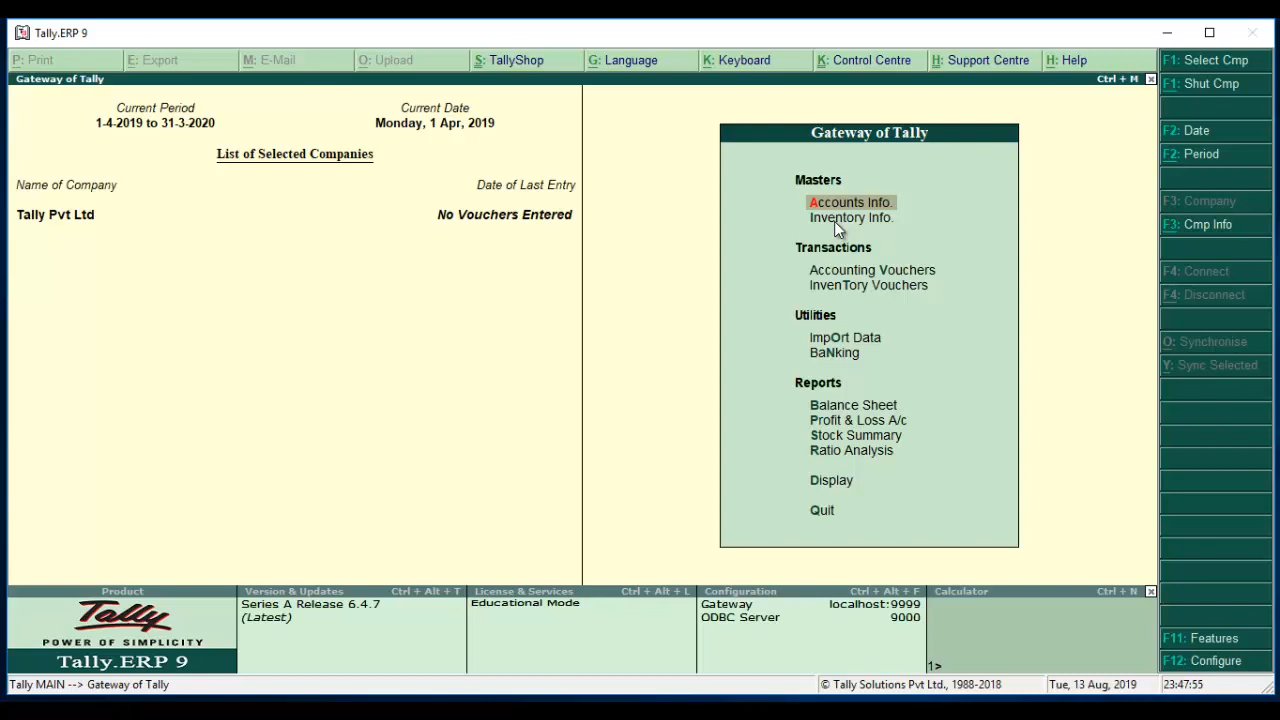 Tally.ERP 9
P: Print
E: Export
M: E-Mail
O: Upload
S: TallyShop
G: Language
K: Keyboard
K: Control Centre
H: Support Centre
H: Help
Gateway of Tally
Ctrl + M
Current Period
1-4-2019 to 31-3-2020
Current Date
Monday, 1 Apr, 2019
List of Selected Companies
Name of Company
Date of Last Entry
Tally Pvt Ltd
No Vouchers Entered
Gateway of Tally
Masters
Accounts Info.
Inventory Info.
Transactions
Accounting Vouchers
InvenTory Vouchers
Utilities
ImpOrt Data
BaNking
Reports
Balance Sheet
Profit & Loss A/c
Stock Summary
Ratio Analysis
Display
Quit
F1: Select Cmp
F1: Shut Cmp
F2: Date
F2: Period
F3: Company
F3: Cmp Info
F4: Connect
F4: Disconnect
O: Synchronise
Y: Sync Selected
F11: Features
F12: Configure
Product
Tally
POWER OF SIMPLICITY
Tally.ERP 9
Version & Updates
Ctrl + Alt + T
Series A Release 6.4.7
(Latest)
License & Services
Ctrl + Alt + L
Educational Mode
Configuration
Ctrl + Alt + F
Gateway
localhost:9999
ODBC Server
9000
Calculator
Ctrl + N
1>
Tally MAIN --> Gateway of Tally
© Tally Solutions Pvt Ltd., 1988-2018
Tue, 13 Aug, 2019
23:47:55